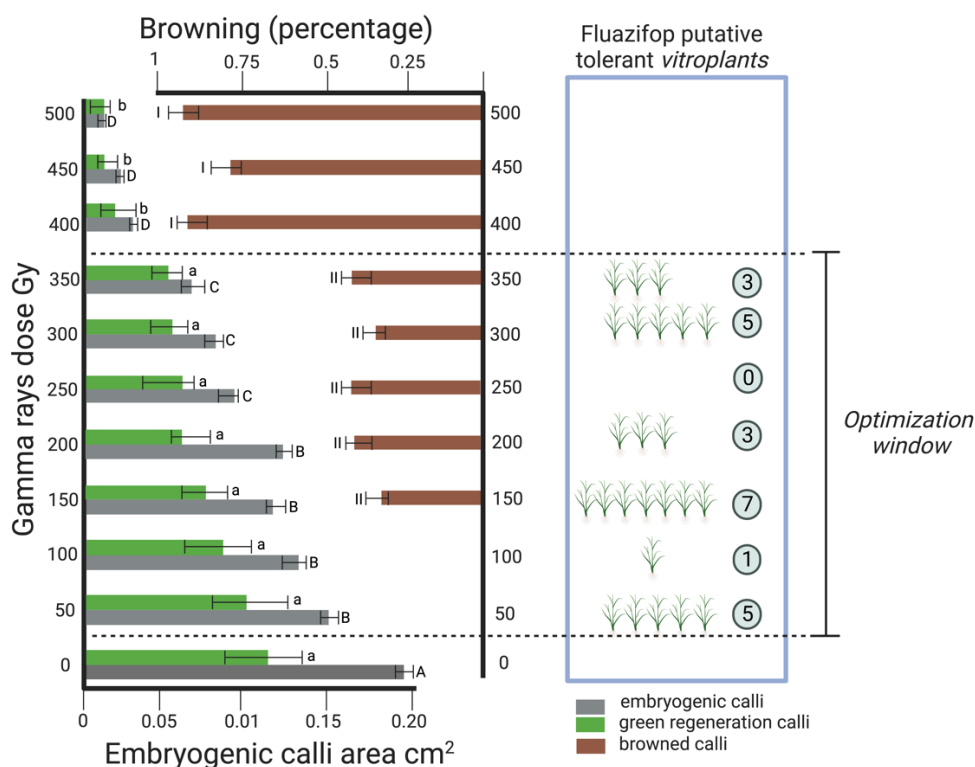 Browning (percentage)
1 0.75 0.5 0.25
Fluazifop putative
tolerant vitroplants
Gamma rays dose Gy
500 b D I 500
450 b D I 450
400 b D I 400
350 a C II 350 3
300 a C II 300 5
250 a C II 250 0
200 a B II 200 3
150 a B II 150 7
100 a B 100 1
50 a B 50 5
0 a A 0
Optimization
window
0 0.05 0.01 0.15 0.20
Embryogenic calli area cm²
embryogenic calli
green regeneration calli
browned calli